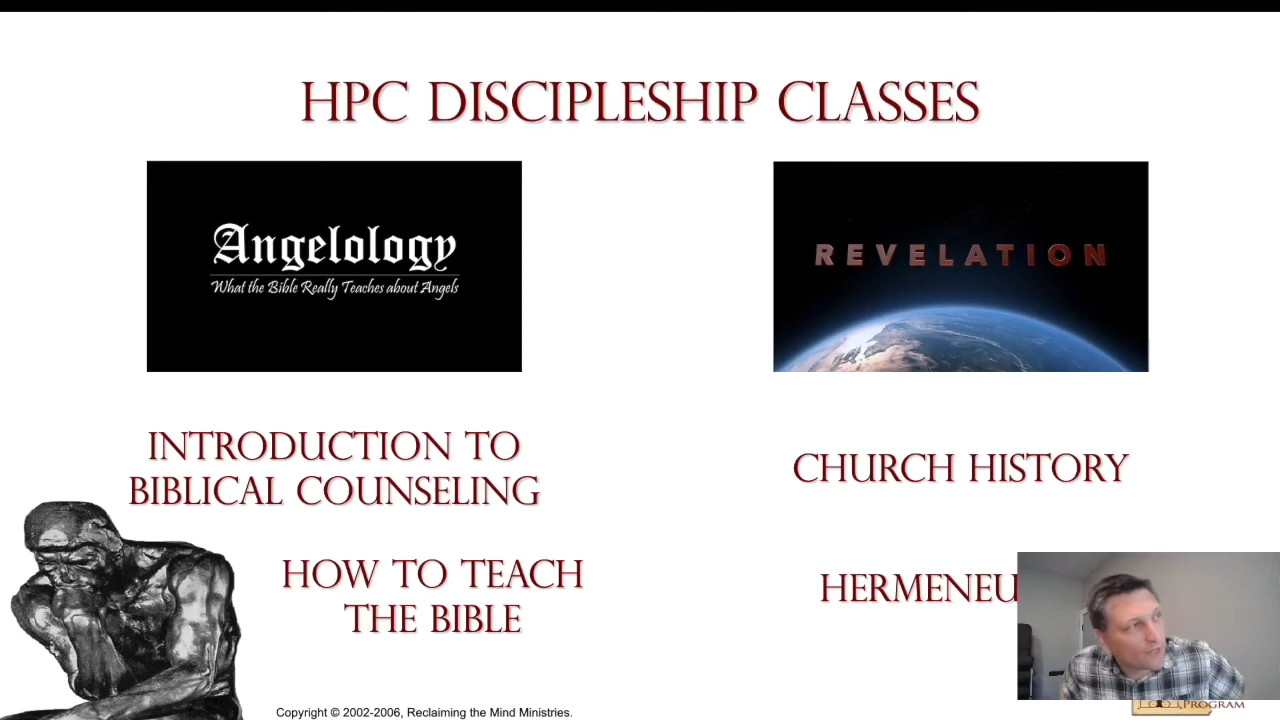 HPC DISCIPLESHIP CLASSES
Angelology
What the Bible Really Teaches about Angels
REVELATION
INTRODUCTION TO
BIBLICAL COUNSELING
CHURCH HISTORY
HOW TO TEACH
THE BIBLE
HERMENEU
Copyright © 2002-2006, Reclaiming the Mind Ministries.
PROGRAM